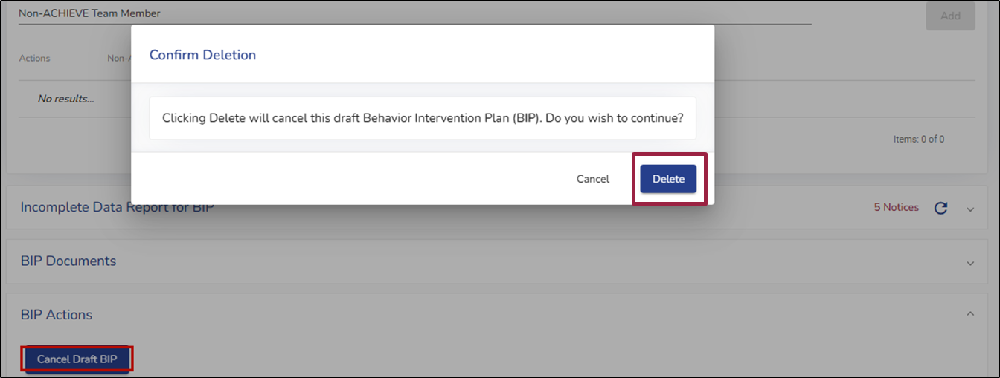 Non-ACHIEVE Team Member
Add
Confirm Deletion
Actions
Non-A
No results...
Clicking Delete will cancel this draft Behavior Intervention Plan (BIP). Do you wish to continue?
Items: 0 of 0
Cancel
Delete
Incomplete Data Report for BIP
5 Notices
BIP Documents
BIP Actions
Cancel Draft BIP